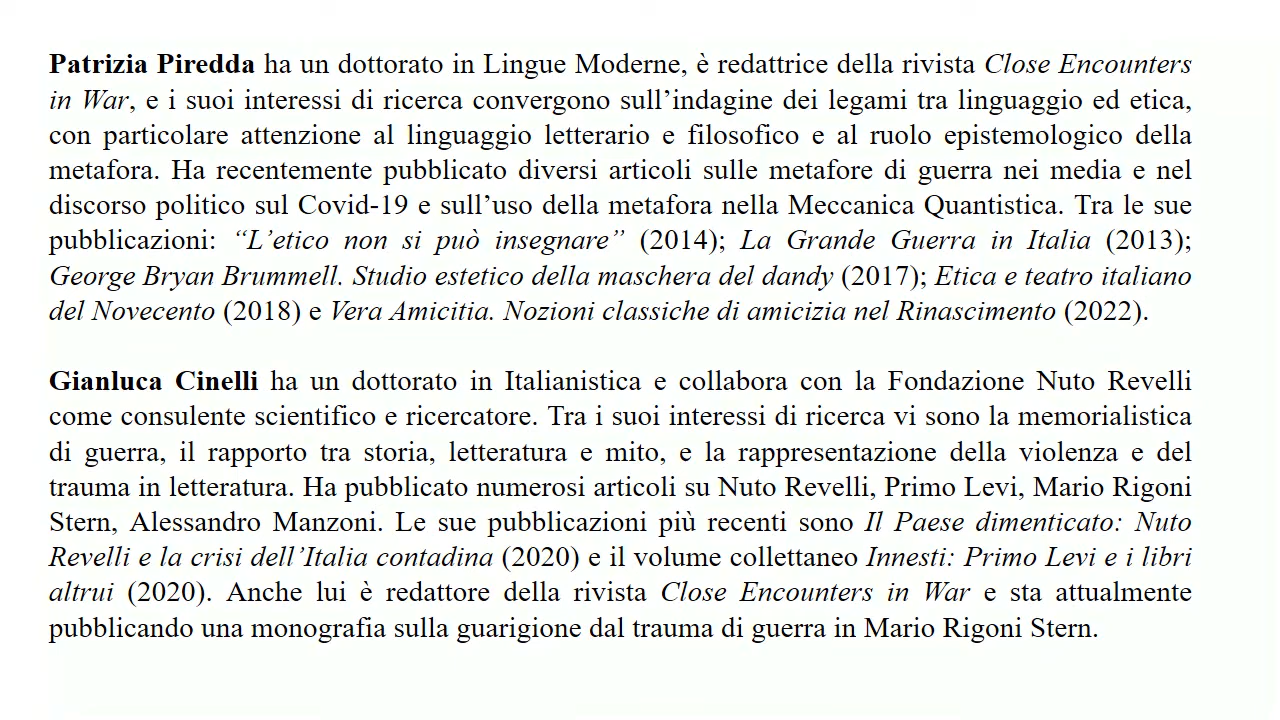 Patrizia Piredda ha un dottorato in Lingue Moderne, è redattrice della rivista Close Encounters
in War, e i suoi interessi di ricerca convergono sull’indagine dei legami tra linguaggio ed etica,
con particolare attenzione al linguaggio letterario e filosofico e al ruolo epistemologico della
metafora. Ha recentemente pubblicato diversi articoli sulle metafore di guerra nei media e nel
discorso politico sul Covid-19 e sull’uso della metafora nella Meccanica Quantistica. Tra le sue
pubblicazioni: “L’etico non si può insegnare” (2014); La Grande Guerra in Italia (2013);
George Bryan Brummell. Studio estetico della maschera del dandy (2017); Etica e teatro italiano
del Novecento (2018) e Vera Amicitia. Nozioni classiche di amicizia nel Rinascimento (2022).
Gianluca Cinelli ha un dottorato in Italianistica e collabora con la Fondazione Nuto Revelli
come consulente scientifico e ricercatore. Tra i suoi interessi di ricerca vi sono la memorialistica
di guerra, il rapporto tra storia, letteratura e mito, e la rappresentazione della violenza e del
trauma in letteratura. Ha pubblicato numerosi articoli su Nuto Revelli, Primo Levi, Mario Rigoni
Stern, Alessandro Manzoni. Le sue pubblicazioni più recenti sono Il Paese dimenticato: Nuto
Revelli e la crisi dell’Italia contadina (2020) e il volume collettaneo Innesti: Primo Levi e i libri
altrui (2020). Anche lui è redattore della rivista Close Encounters in War e sta attualmente
pubblicando una monografia sulla guarigione dal trauma di guerra in Mario Rigoni Stern.